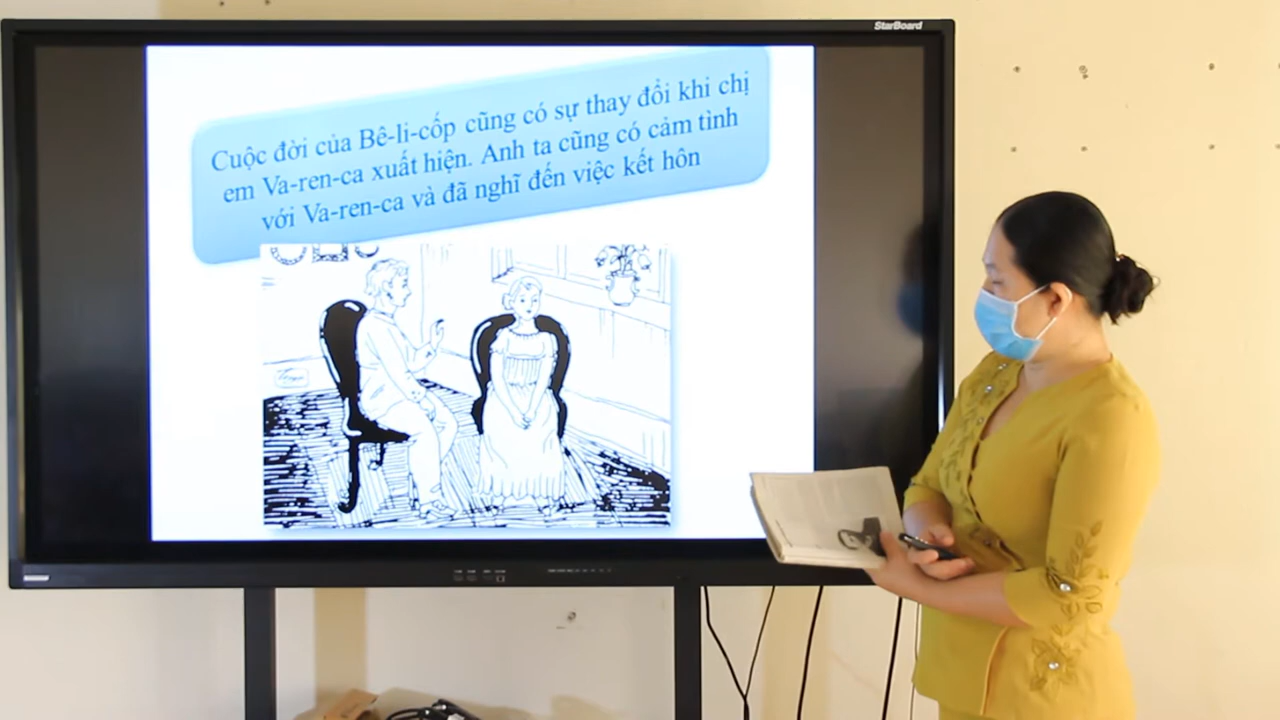 StarBoard
Cuộc đời của Bê-li-cốp cũng có sự thay đổi khi chị
em Va-ren-ca xuất hiện. Anh ta cũng có cảm tình
với Va-ren-ca và đã nghĩ đến việc kết hôn